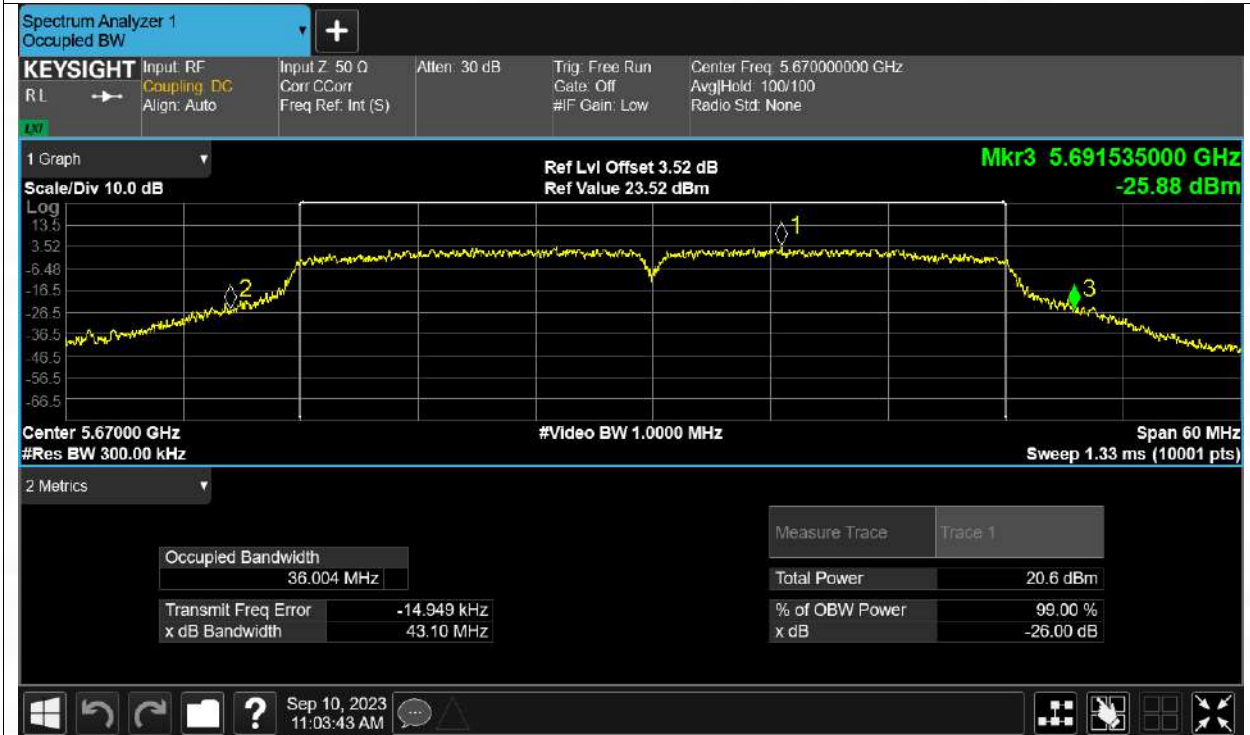 Spectrum Analyzer 1
Occupied BW
+
KEYSIGHT
RL
LXI
Input: RF
Coupling: DC
Align: Auto
Input Z: 50 Ω
Corr CCorr
Freq Ref: Int (S)
Atten: 30 dB
Trig: Free Run
Gate: Off
#IF Gain: Low
Center Freq: 5.670000000 GHz
Avg|Hold: 100/100
Radio Std: None
1 Graph
Scale/Div 10.0 dB
Ref Lvl Offset 3.52 dB
Ref Value 23.52 dBm
Mkr3 5.691535000 GHz
-25.88 dBm
Log
13.5
3.52
-6.48
-16.5
-26.5
-36.5
-46.5
-56.5
-66.5
1
2
3
Center 5.67000 GHz
#Video BW 1.0000 MHz
Span 60 MHz
#Res BW 300.00 kHz
Sweep 1.33 ms (10001 pts)
2 Metrics
Measure Trace Trace 1
Occupied Bandwidth
36.004 MHz
Total Power 20.6 dBm
Transmit Freq Error -14.949 kHz
% of OBW Power 99.00 %
x dB Bandwidth 43.10 MHz
x dB -26.00 dB
?
Sep 10, 2023
11:03:43 AM